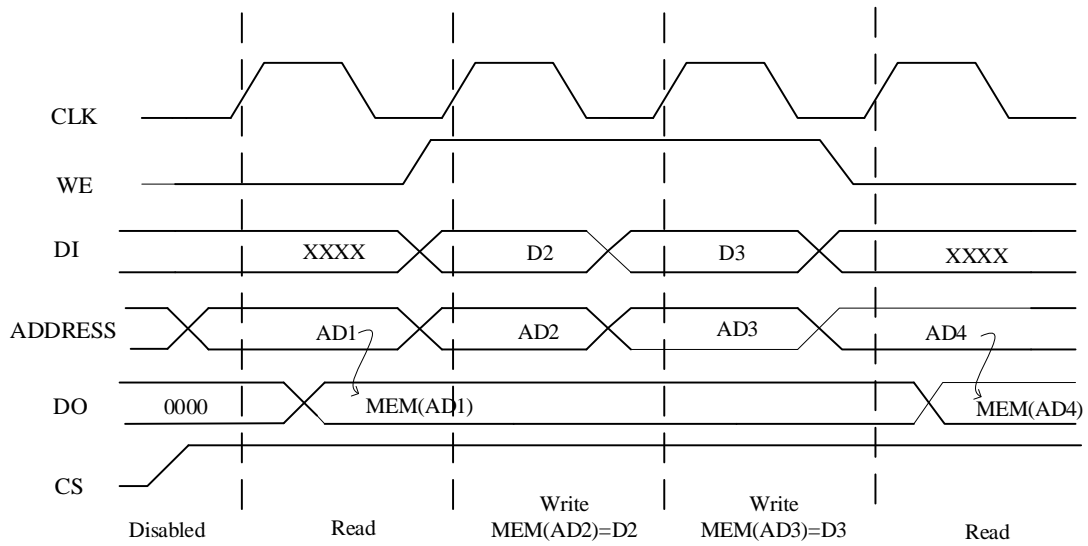 CLK
WE
DI XXXX D2 D3 XXXX
ADDRESS AD1 AD2 AD3 AD4
DO 0000 MEM(AD1) MEM(AD4)
CS
Disabled Read Write Write Read
MEM(AD2)=D2 MEM(AD3)=D3